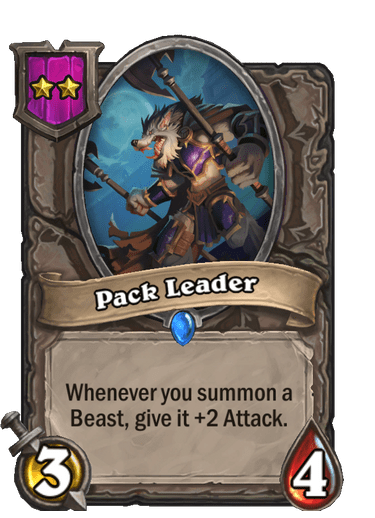 Pack Leader
Whenever you summon a
Beast, give it +2 Attack.
3
4